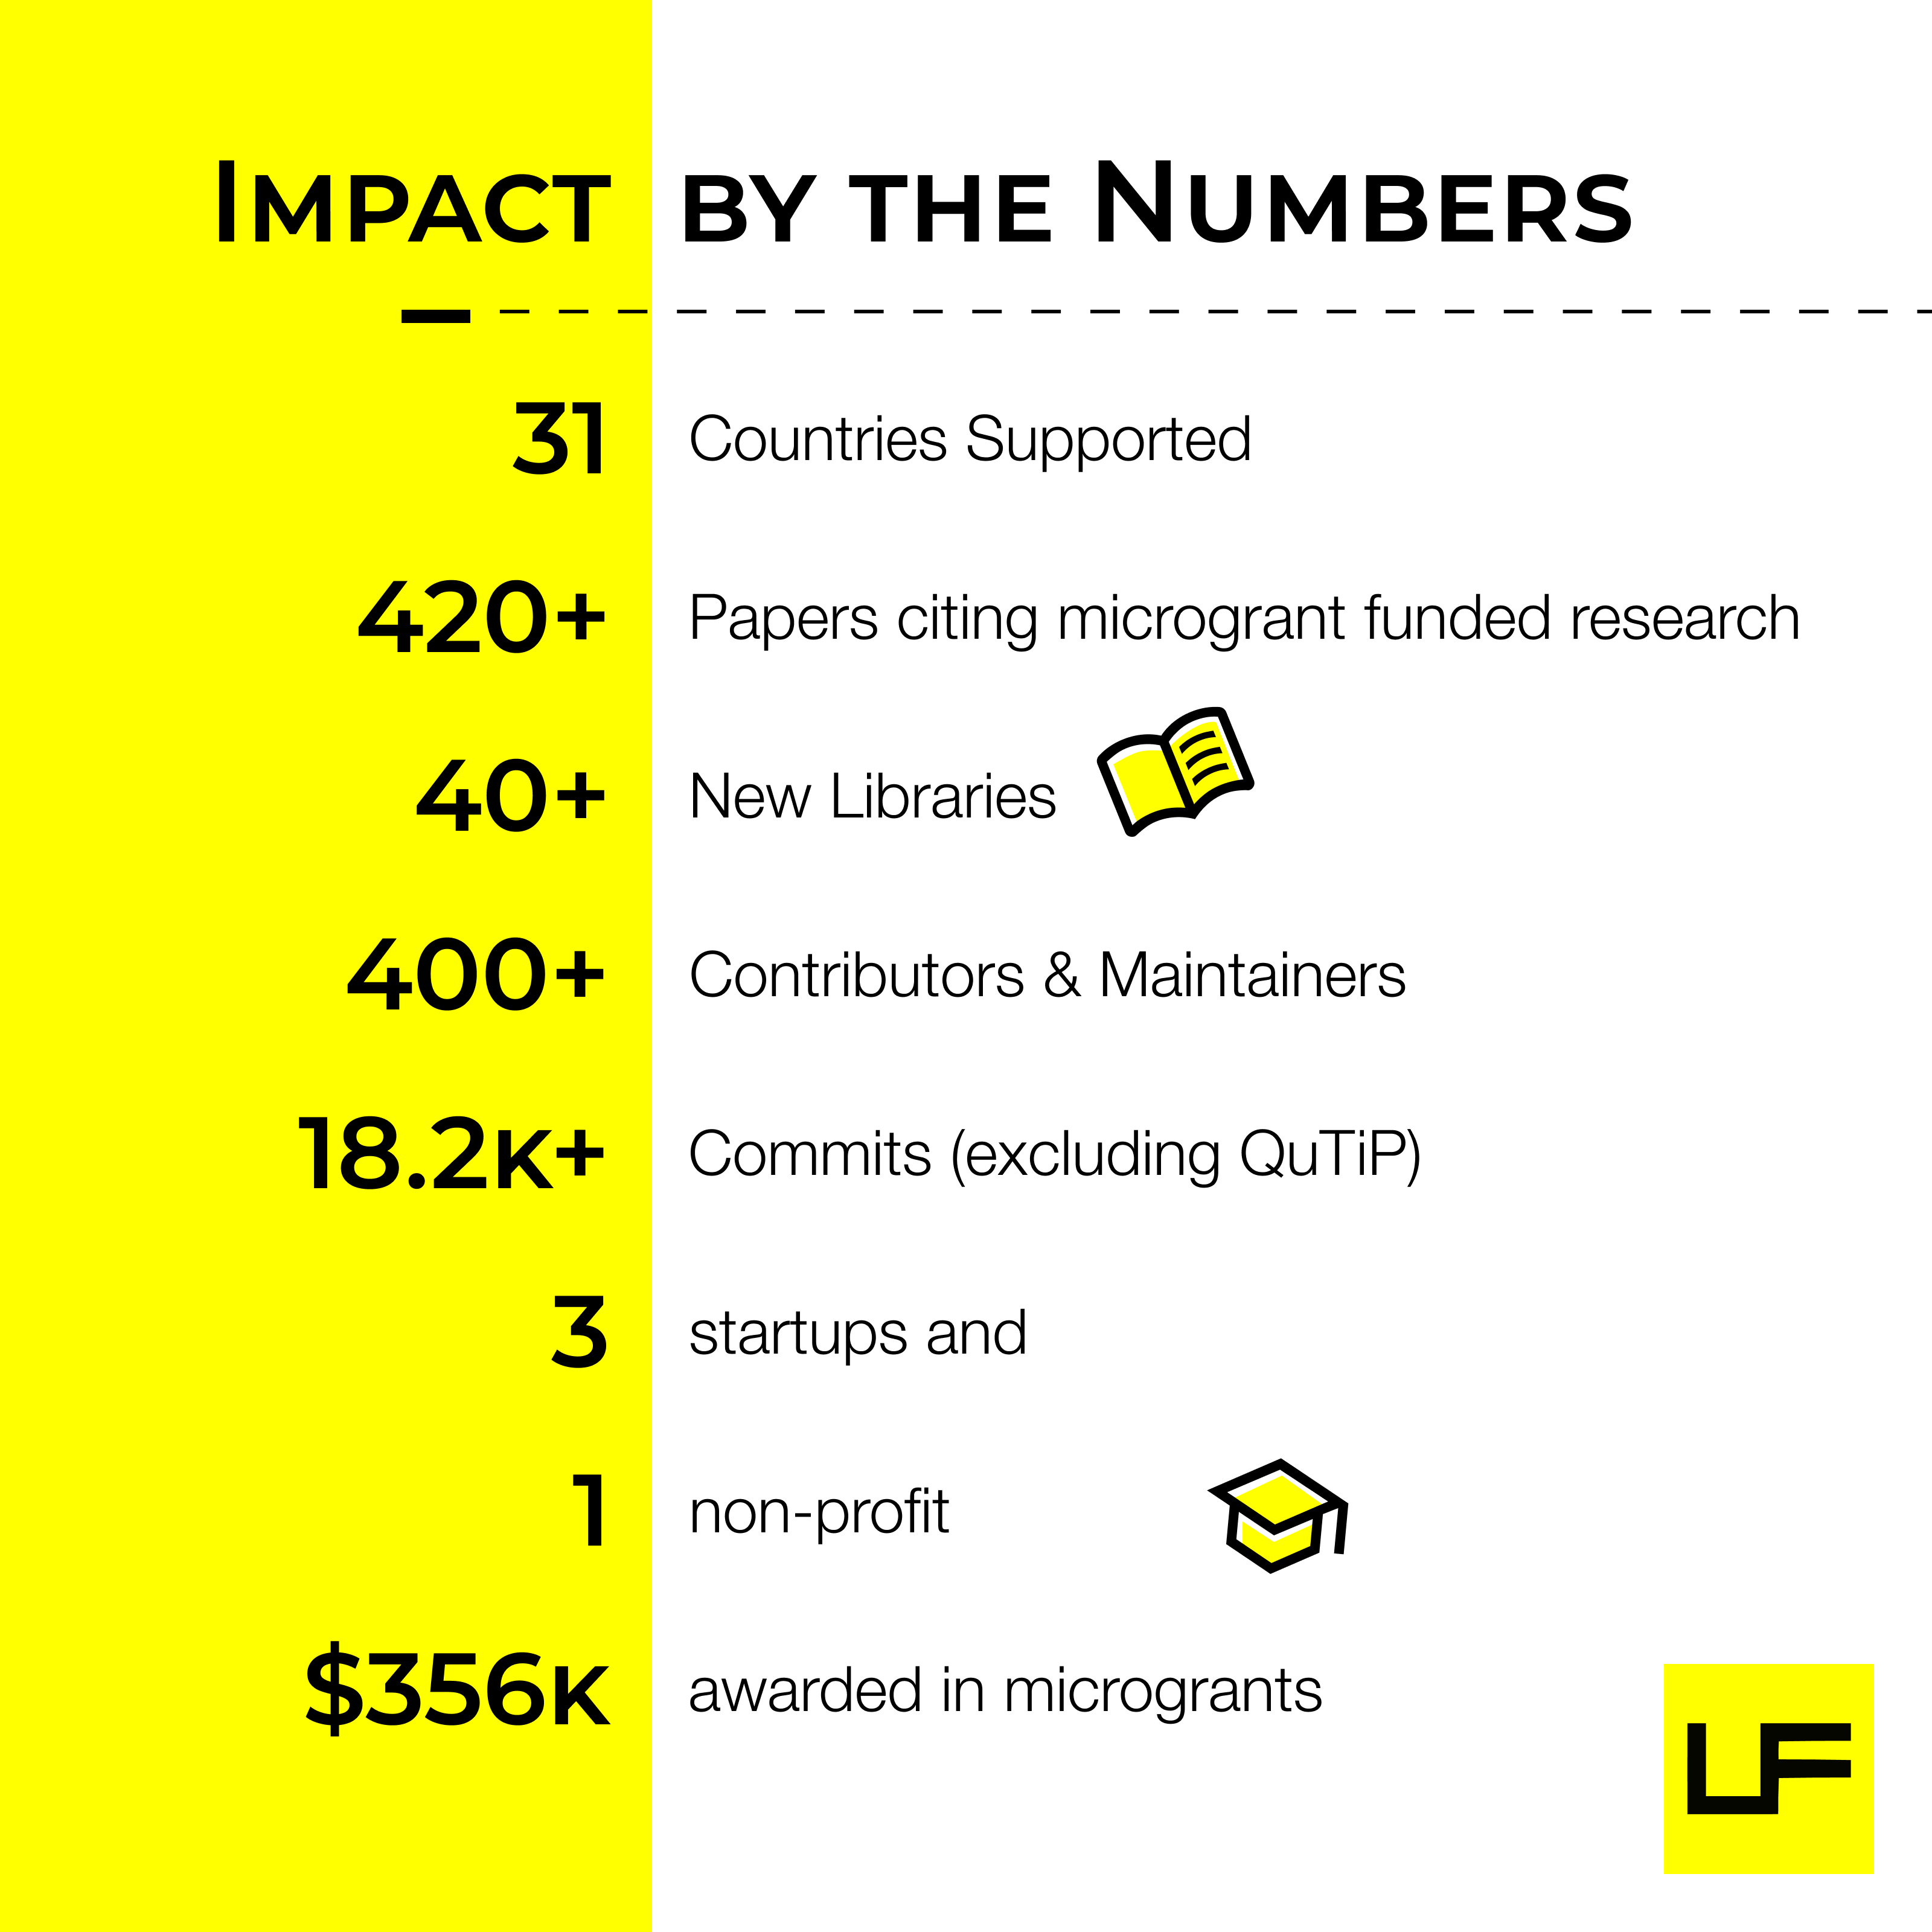 Impact by the Numbers
31 Countries Supported
420+ Papers citing microgrant funded research
40+ New Libraries
400+ Contributors & Maintainers
18.2K+ Commits (excluding QuTiP)
3 startups and
1 non-profit
$356K awarded in microgrants
UF